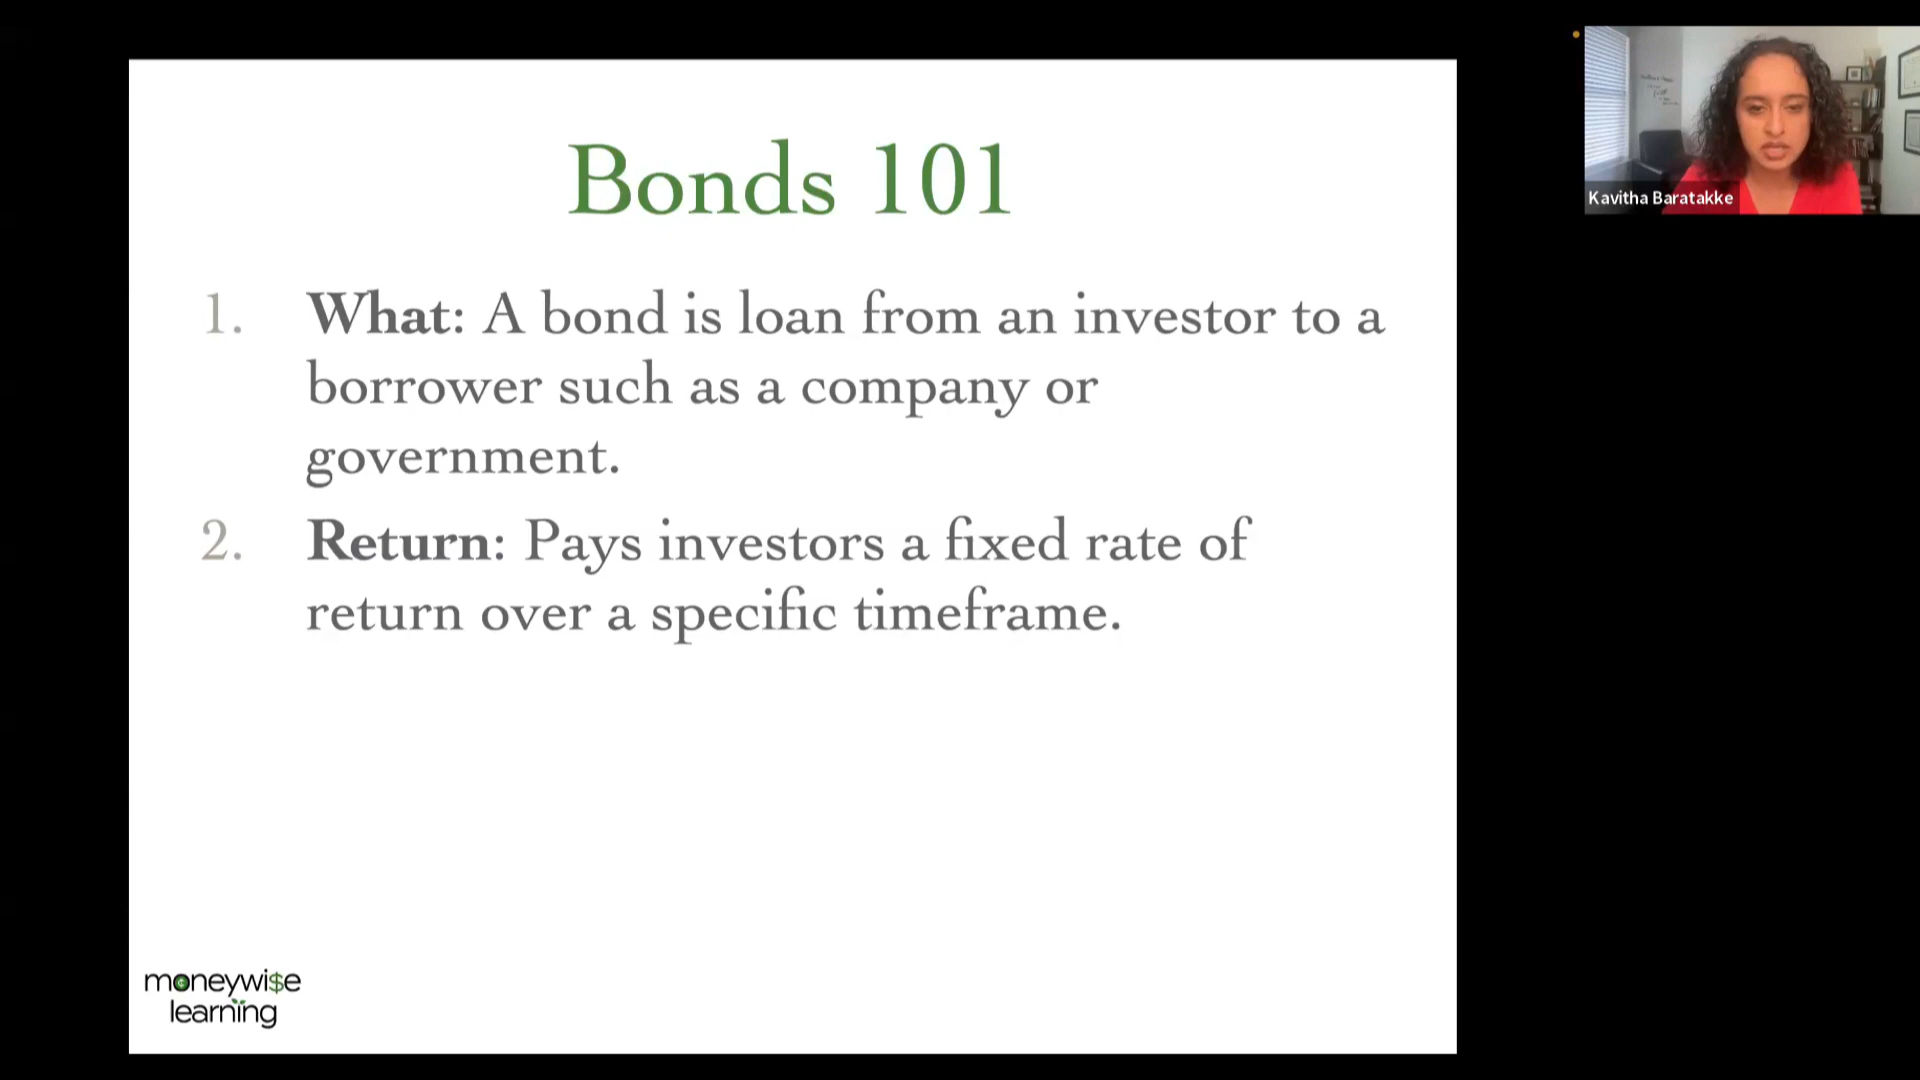 Bonds 101
1. What: A bond is loan from an investor to a
borrower such as a company or
government.
2. Return: Pays investors a fixed rate of
return over a specific timeframe.
moneywi$e
learning
Kavitha Baratakke